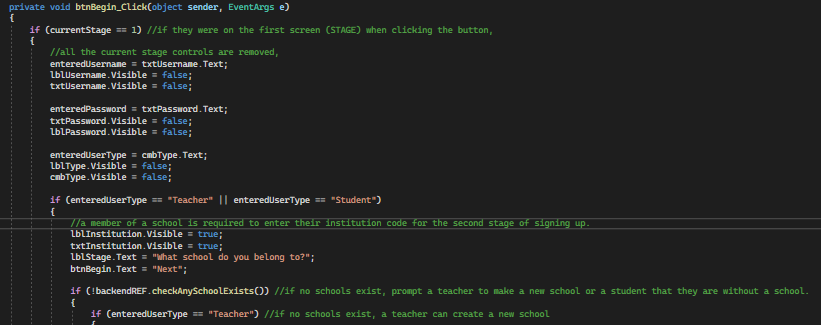 private void btnBegin_Click(object sender, EventArgs e)
{
if (currentStage == 1) //if they were on the first screen (STAGE) when clicking the button,
{
//all the current stage controls are removed,
enteredUsername = txtUsername.Text;
lblUsername.Visible = false;
txtUsername.Visible = false;
enteredPassword = txtPassword.Text;
txtPassword.Visible = false;
lblPassword.Visible = false;
enteredUserType = cmbType.Text;
lblType.Visible = false;
cmbType.Visible = false;
if (enteredUserType == "Teacher" || enteredUserType == "Student")
{
//a member of a school is required to enter their institution code for the second stage of signing up.
lblInstitution.Visible = true;
txtInstitution.Visible = true;
lblStage.Text = "What school do you belong to?";
btnBegin.Text = "Next";
if (!backendREF.checkAnySchoolExists()) //if no schools exist, prompt a teacher to make a new school or a student that they are without a school.
{
if (enteredUserType == "Teacher") //if no schools exist, a teacher can create a new school
{